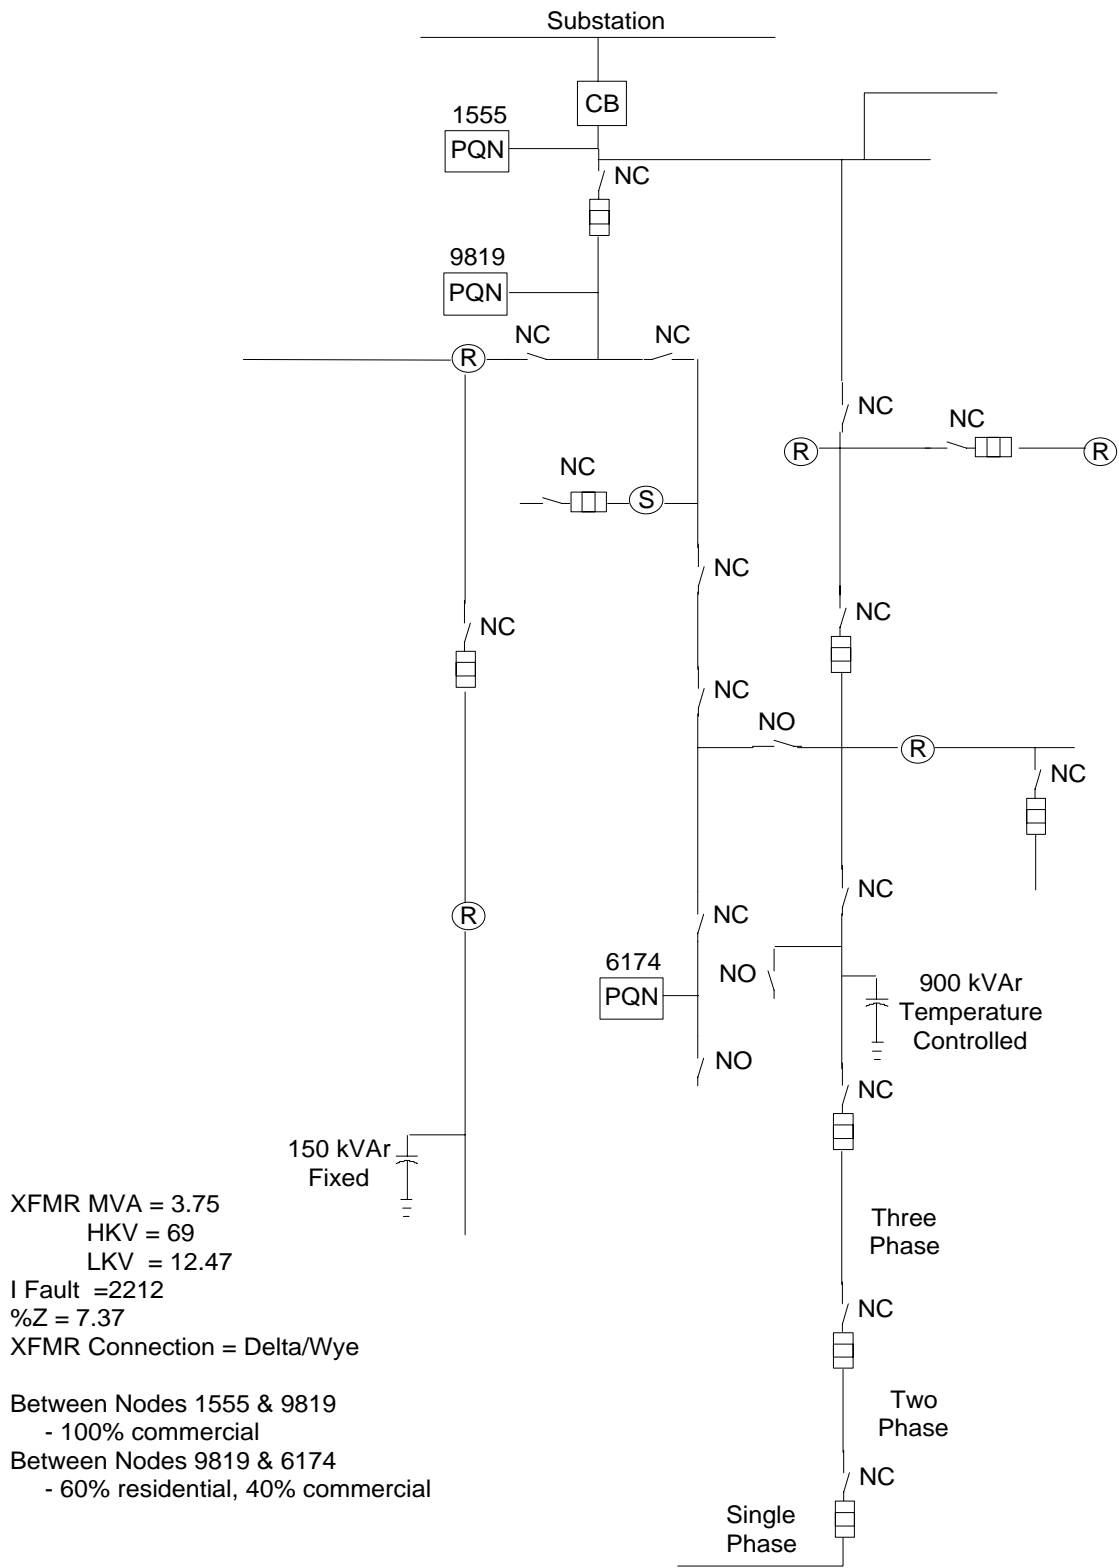 Substation
CB
1555
PQN
NC
9819
PQN
NC
NC
R
NC
NC
R
R
NC
S
NC
NC
NC
NC
NO
R
NC
NC
R
NC
6174
PQN
NO
900 kVAr
Temperature
Controlled
NO
NC
150 kVAr
Fixed
XFMR MVA = 3.75
HKV = 69
LKV = 12.47
I Fault =2212
%Z = 7.37
XFMR Connection = Delta/Wye
Three
Phase
NC
Between Nodes 1555 & 9819
- 100% commercial
Between Nodes 9819 & 6174
- 60% residential, 40% commercial
Two
Phase
NC
Single
Phase